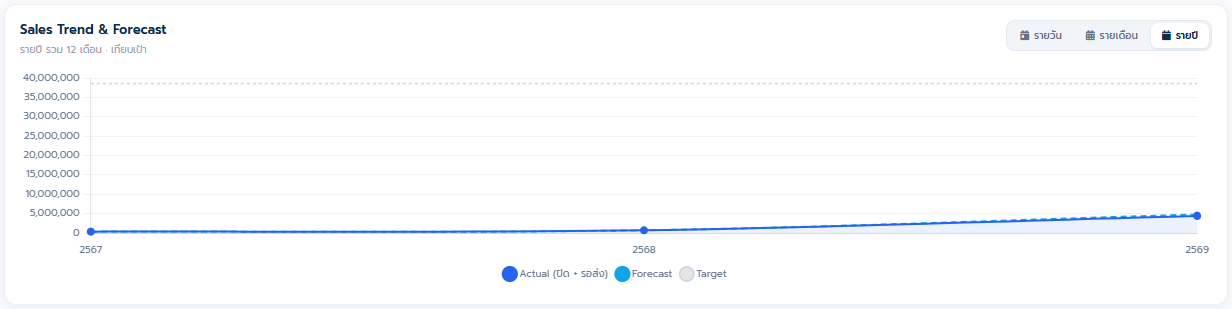 Sales Trend & Forecast
รายปี รวม 12 เดือน · เทียบเป้า
รายวัน
รายเดือน
รายปี
40,000,000
35,000,000
30,000,000
25,000,000
20,000,000
15,000,000
10,000,000
5,000,000
0
2567
2568
2569
Actual (ปิด + รอส่ง)
Forecast
Target